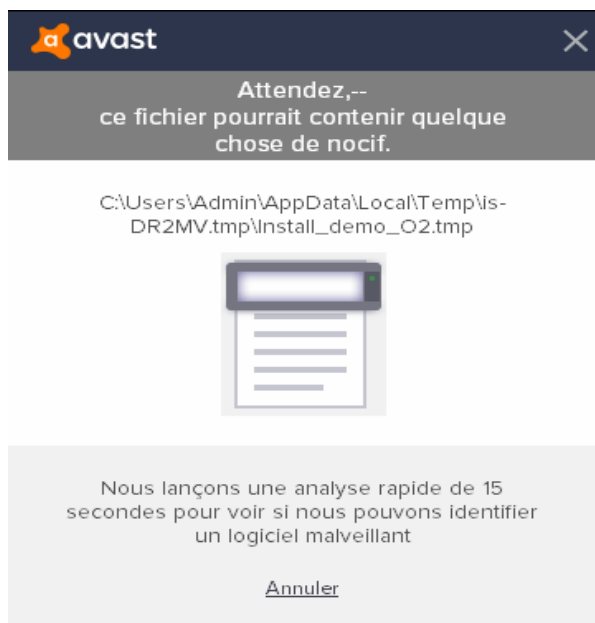 avast
Attendez,--
ce fichier pourrait contenir quelque
chose de nocif.
C:\Users\Admin\AppData\Local\Temp\is-
DR2MV.tmp\Install_demo_O2.tmp
Nous lançons une analyse rapide de 15
secondes pour voir si nous pouvons identifier
un logiciel malveillant
Annuler